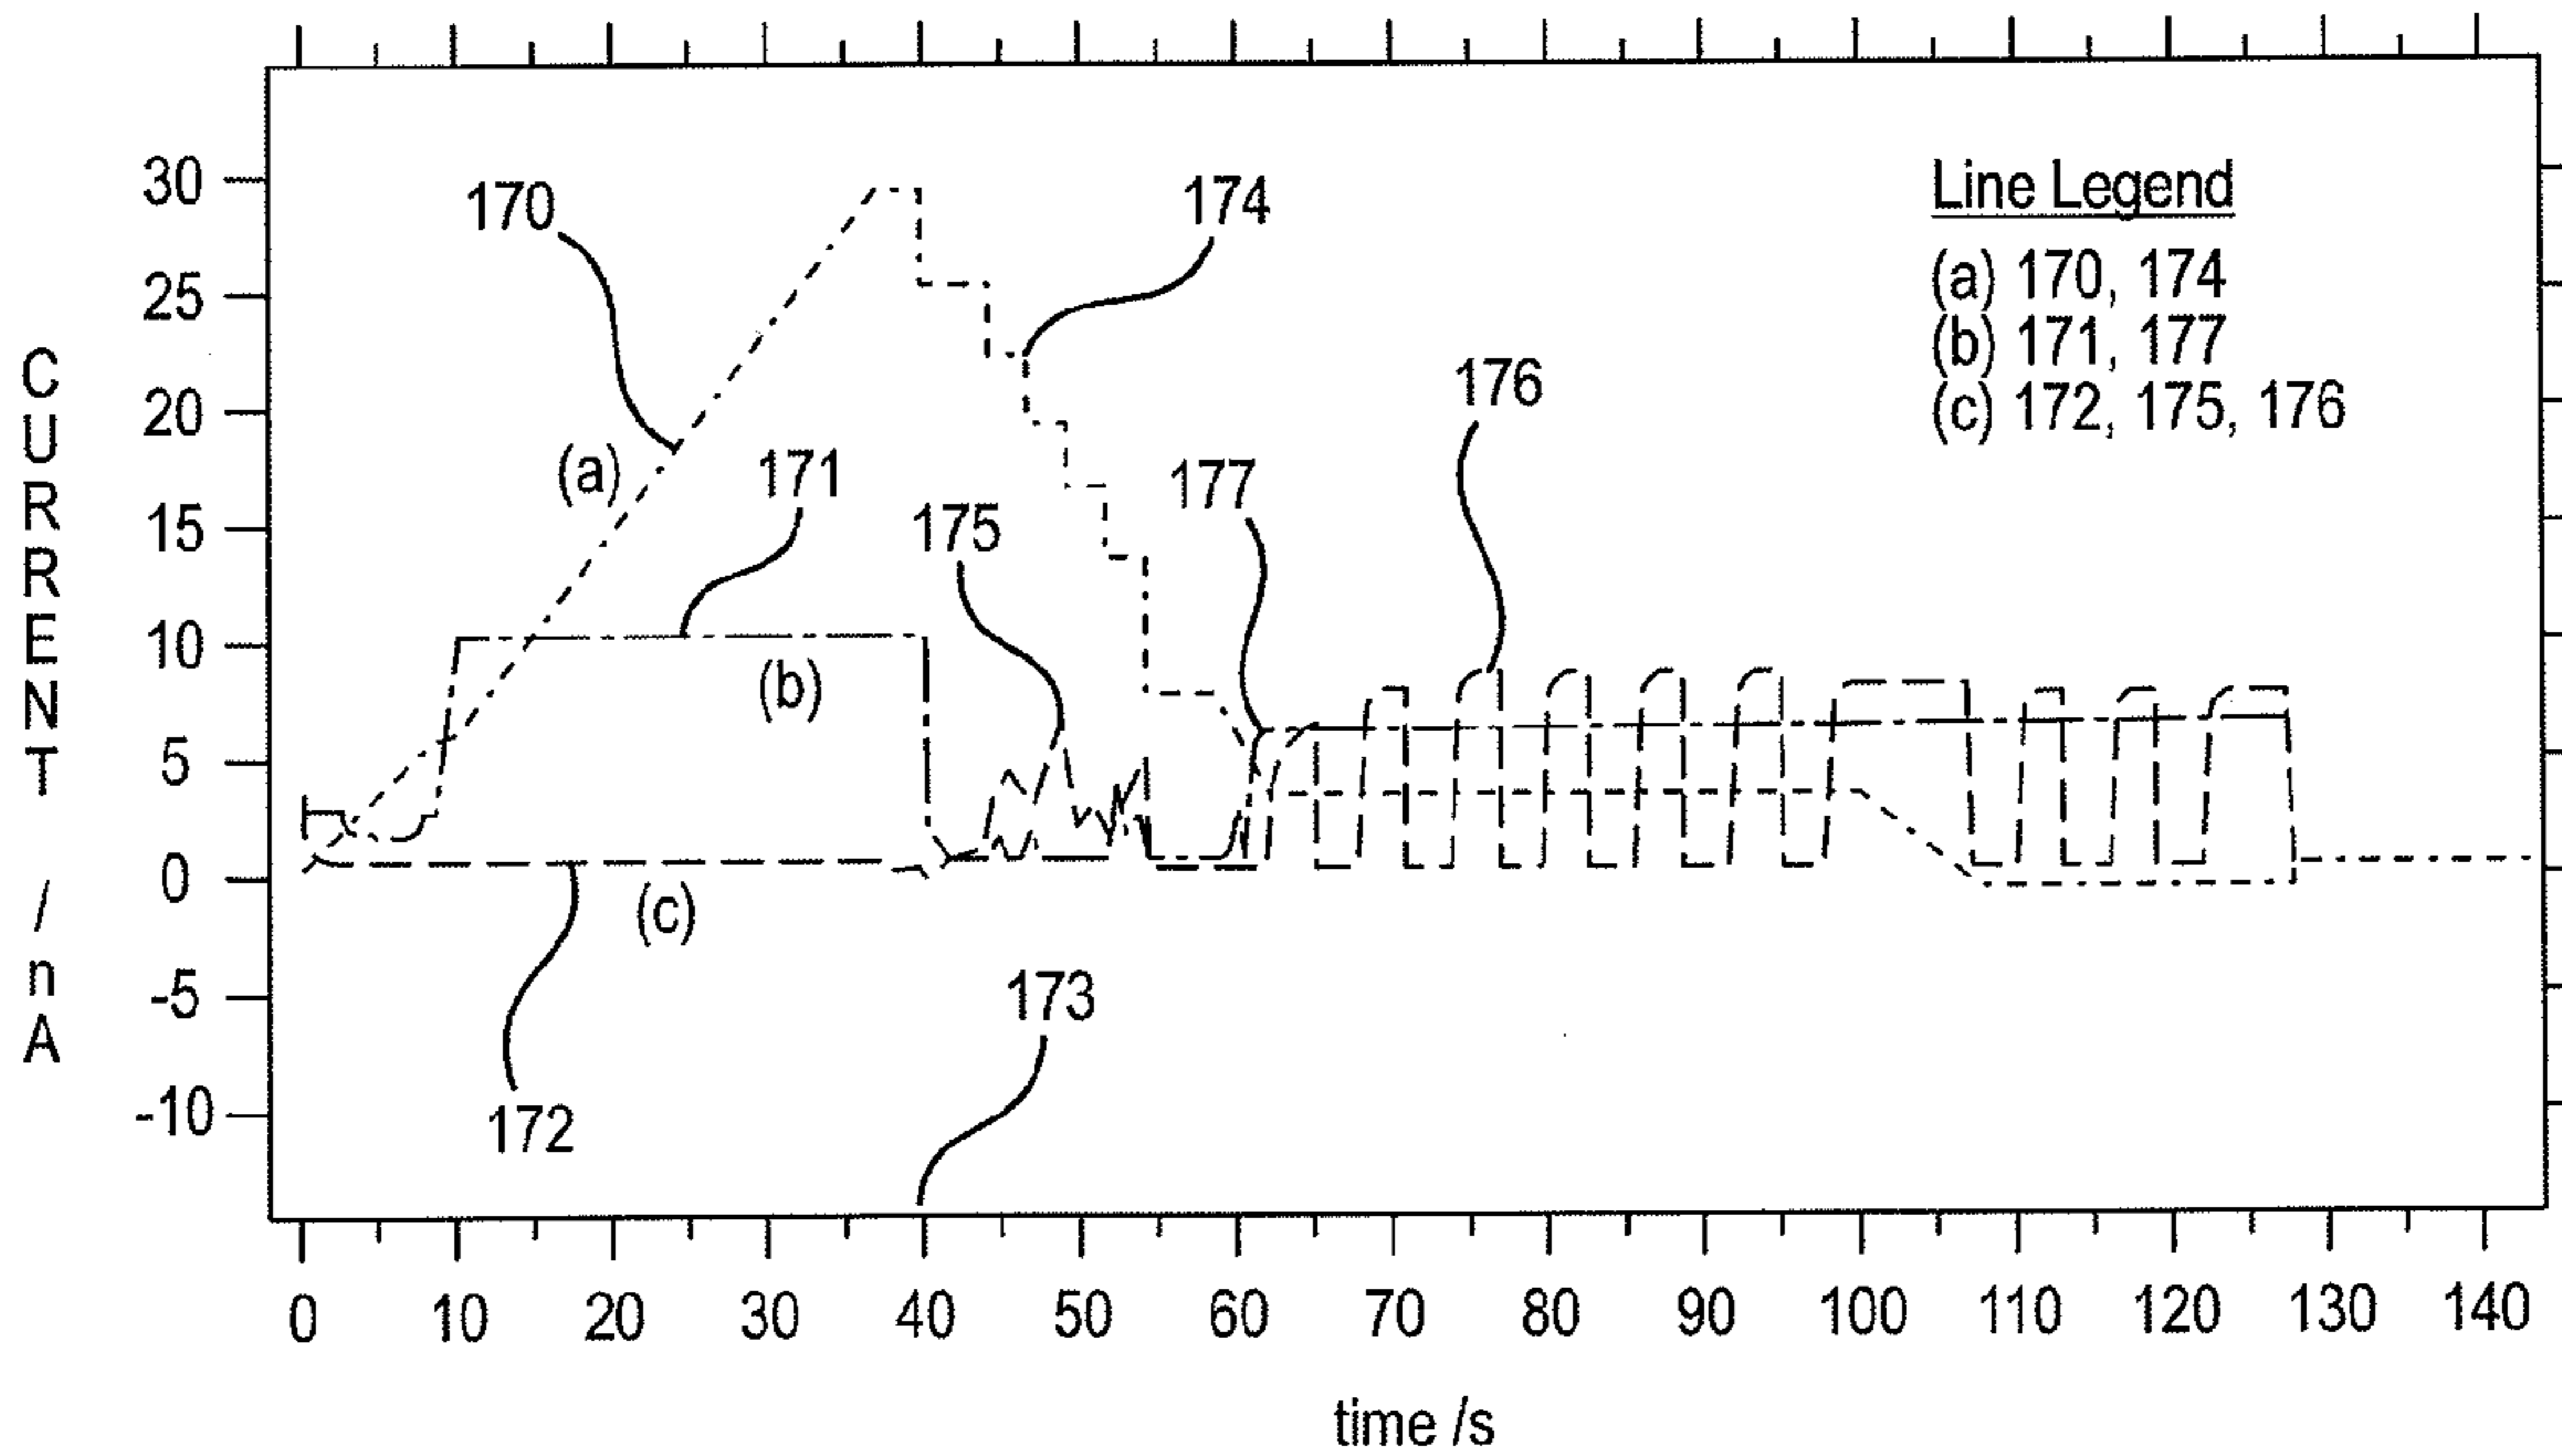 CURRENT /nA
30
25
20
15
10
5
0
-5
-10
170
174
Line Legend
(a) 170, 174
(b) 171, 177
(c) 172, 175, 176
176
(a)
171
177
175
(b)
(c)
173
172
0 10 20 30 40 50 60 70 80 90 100 110 120 130 140
time /s